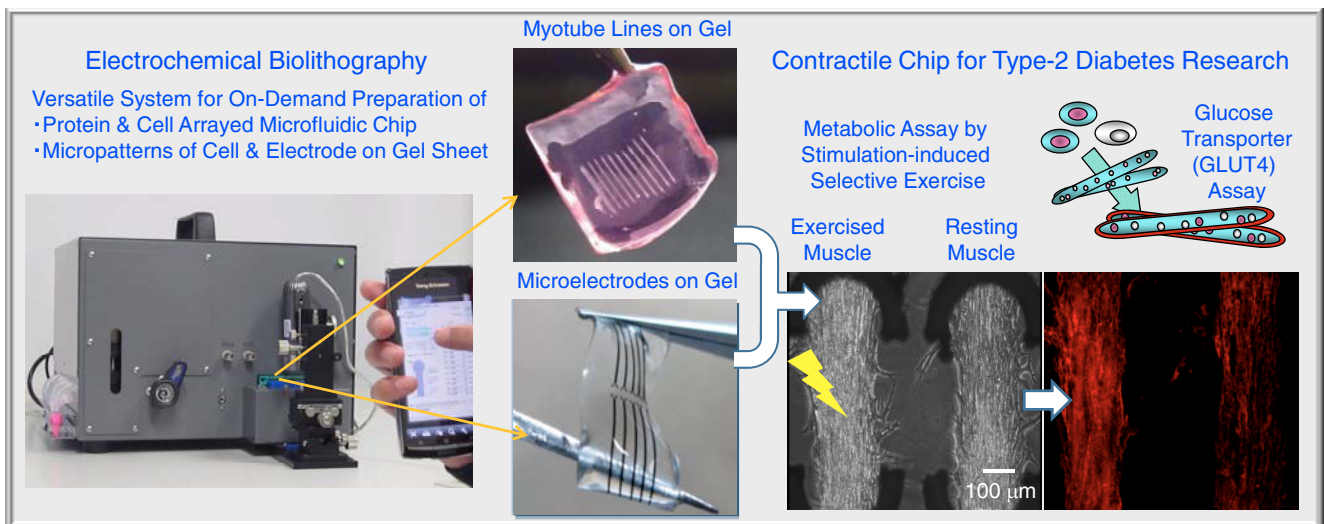 Electrochemical Biolithography
Versatile System for On-Demand Preparation of
・Protein & Cell Arrayed Microfluidic Chip
・Micropatterns of Cell & Electrode on Gel Sheet
Sony Ericsson
Myotube Lines on Gel
Microelectrodes on Gel
Contractile Chip for Type-2 Diabetes Research
Metabolic Assay by
Stimulation-induced
Selective Exercise
Glucose
Transporter
(GLUT4)
Assay
Exercised
Muscle
Resting
Muscle
100 μm